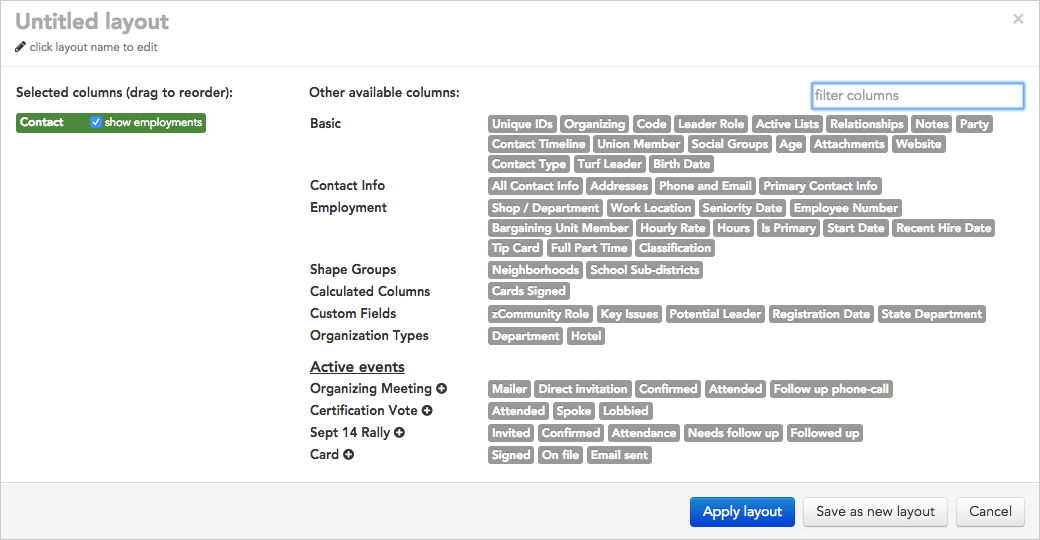 Untitled layout ×
click layout name to edit
Selected columns (drag to reorder): Other available columns: filter columns
Contact show employments
Basic Unique IDs Organizing Code Leader Role Active Lists Relationships Notes Party
Contact Timeline Union Member Social Groups Age Attachments Website
Contact Type Turf Leader Birth Date
Contact Info All Contact Info Addresses Phone and Email Primary Contact Info
Employment Shop / Department Work Location Seniority Date Employee Number
Bargaining Unit Member Hourly Rate Hours Is Primary Start Date Recent Hire Date
Tip Card Full Part Time Classification
Shape Groups Neighborhoods School Sub-districts
Calculated Columns Cards Signed
Custom Fields zCommunity Role Key Issues Potential Leader Registration Date State Department
Organization Types Department Hotel
Active events
Organizing Meeting Mailer Direct invitation Confirmed Attended Follow up phone-call
Certification Vote Attended Spoke Lobbied
Sept 14 Rally Invited Confirmed Attendance Needs follow up Followed up
Card Signed On file Email sent
Apply layout Save as new layout Cancel